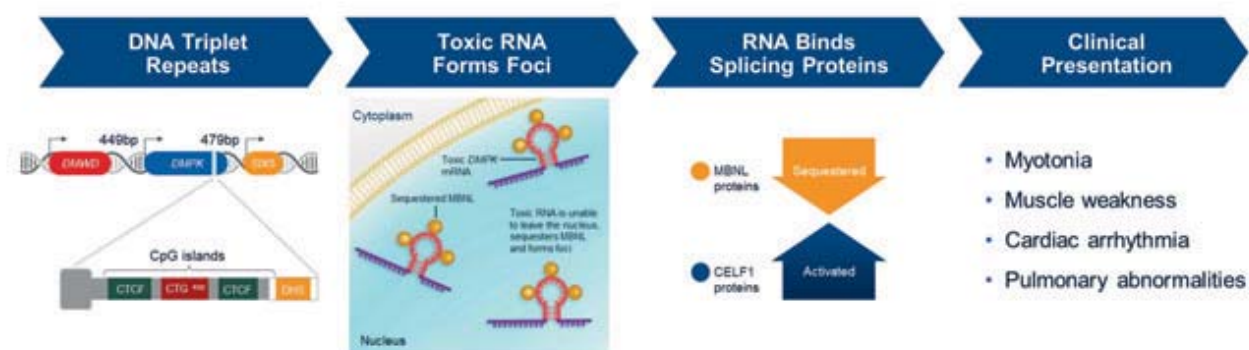 DNA Triplet
Repeats
Toxic RNA
Forms Foci
RNA Binds
Splicing Proteins
Clinical
Presentation
449bp
479bp
DMWD
DMPK
SIX5
CpG islands
CTCF
CTG
CTCF
DHS
Cytoplasm
Toxic DMPK
mRNA
Sequestered MBNL
Toxic RNA is unable
to leave the nucleus,
sequesters MBNL
and forms foci
Nucleus
MBNL
proteins
Sequestered
CELF1
proteins
Activated
• Myotonia
• Muscle weakness
• Cardiac arrhythmia
• Pulmonary abnormalities